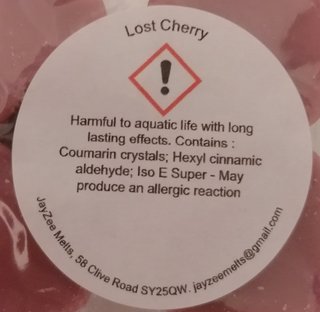 Lost Cherry
Harmful to aquatic life with long
lasting effects. Contains :
Coumarin crystals; Hexyl cinnamic
aldehyde; Iso E Super - May
produce an allergic reaction
JayZee Melts, 58 Clive Road SY25QW. jayzeemelts@gmail.com